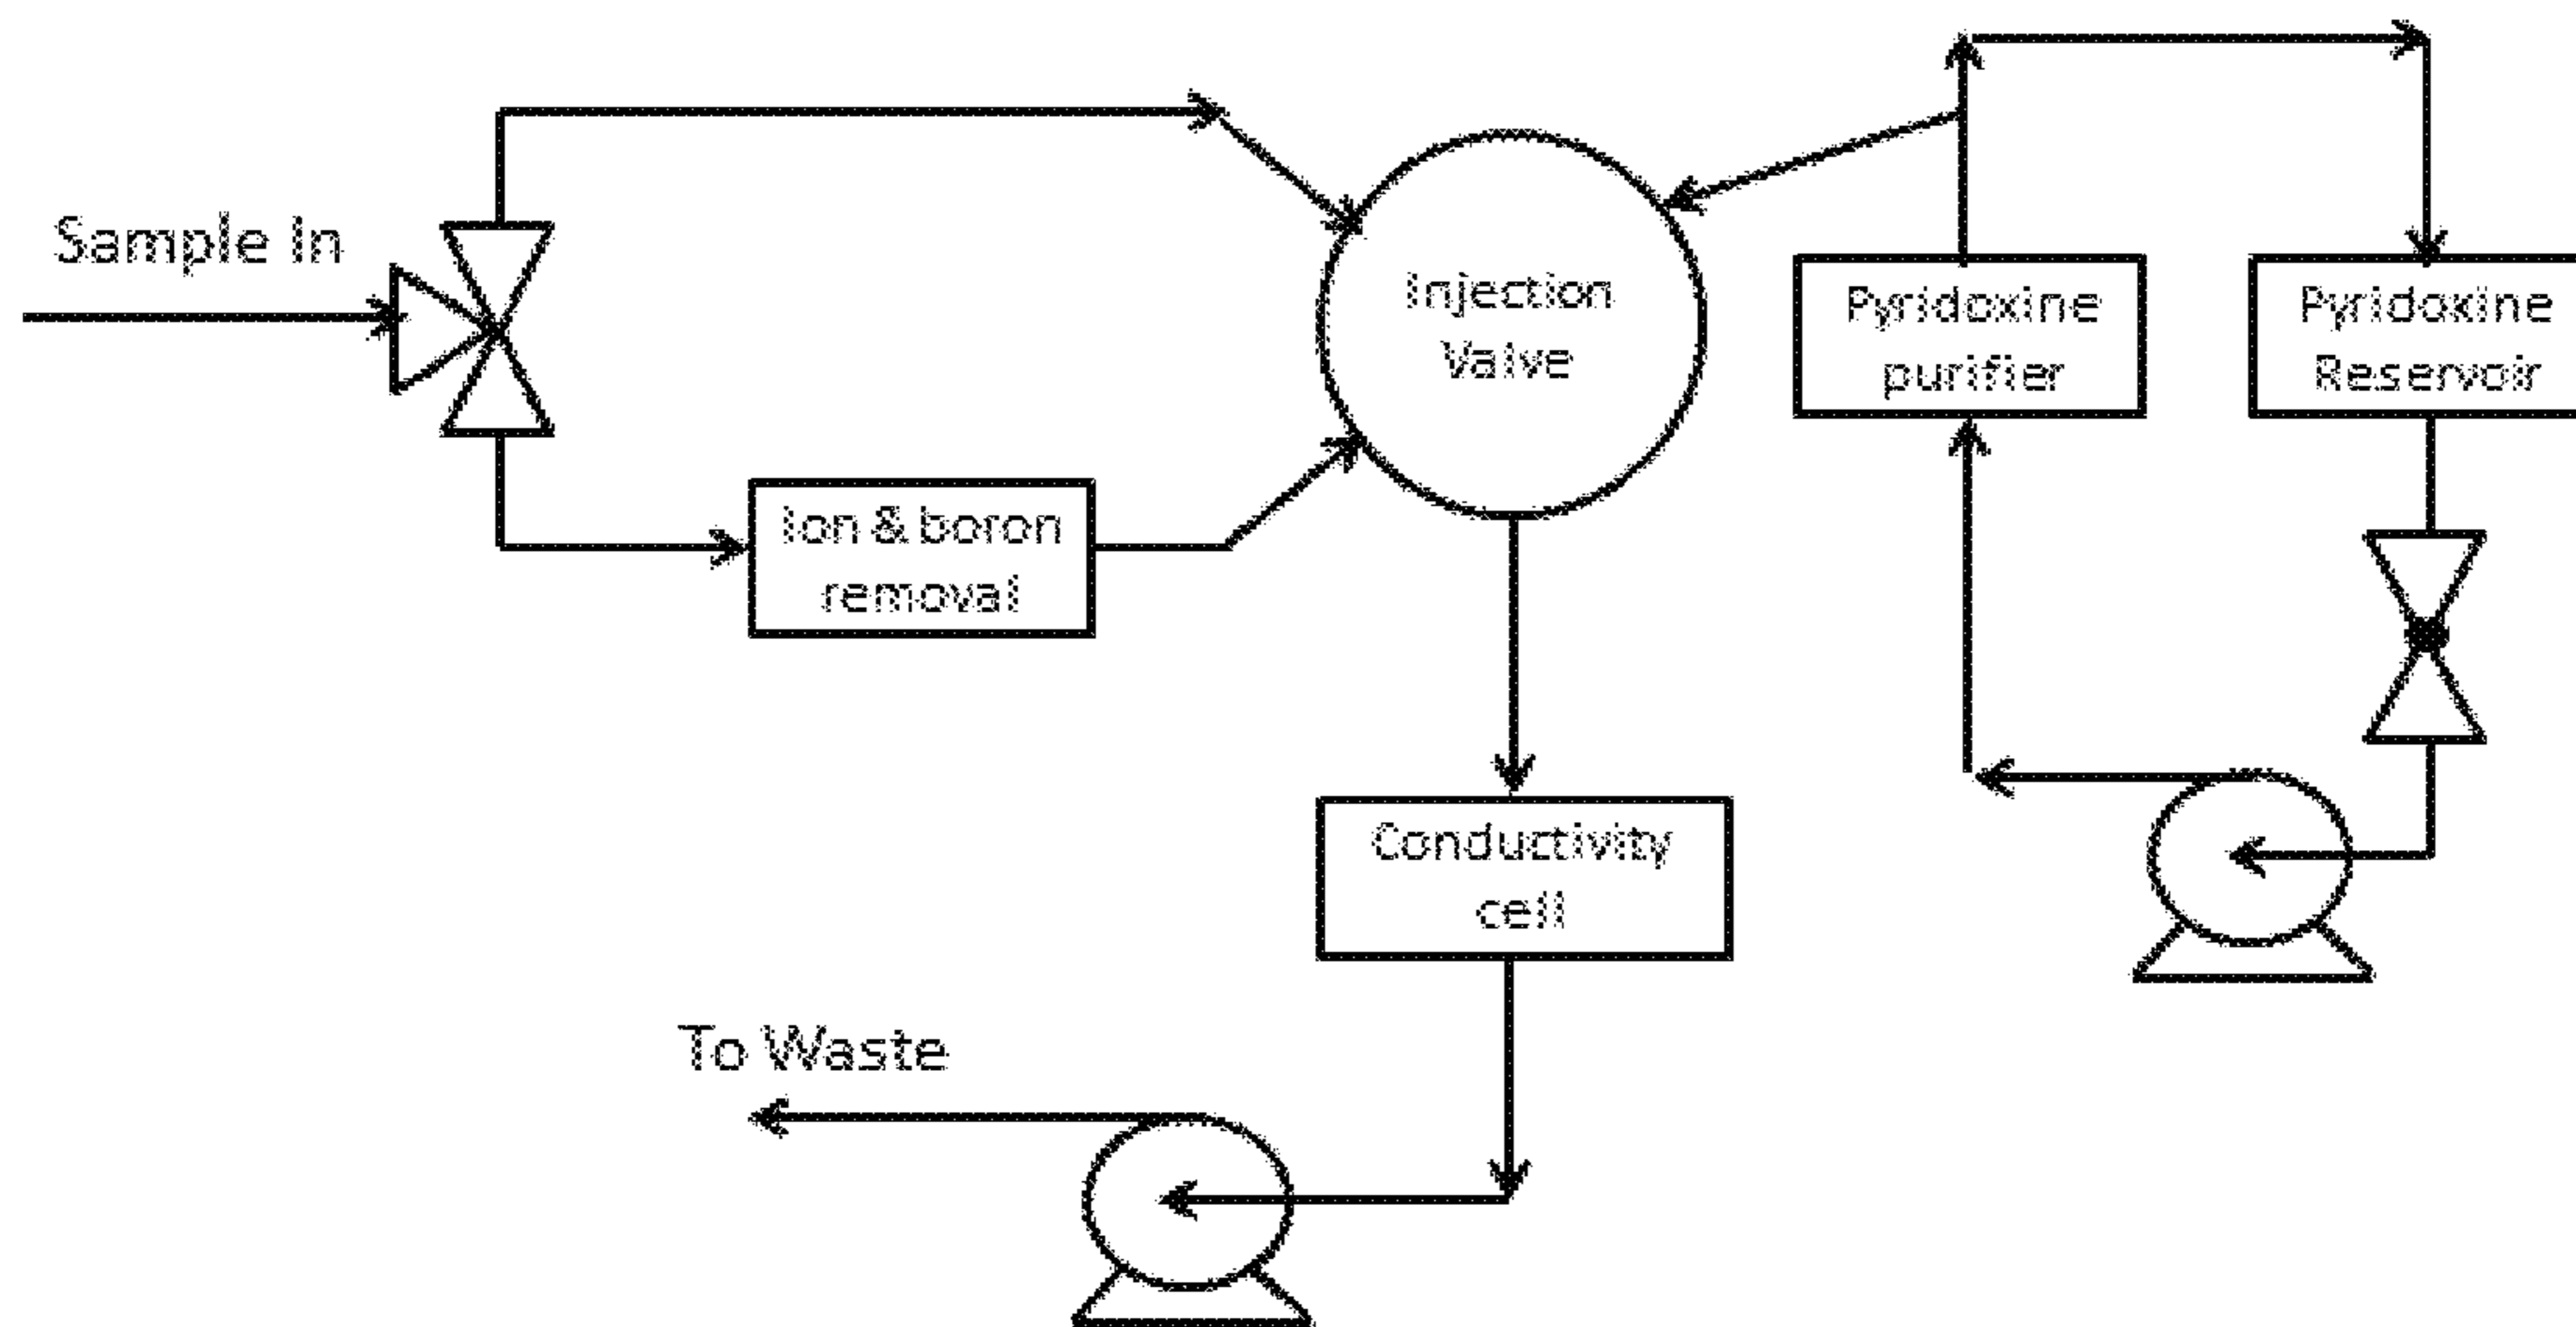 Sample In
Injection
Valve
Pyridoxine
purifier
Pyridoxine
Reservoir
Ion & boron
removal
Conductivity
cell
To Waste